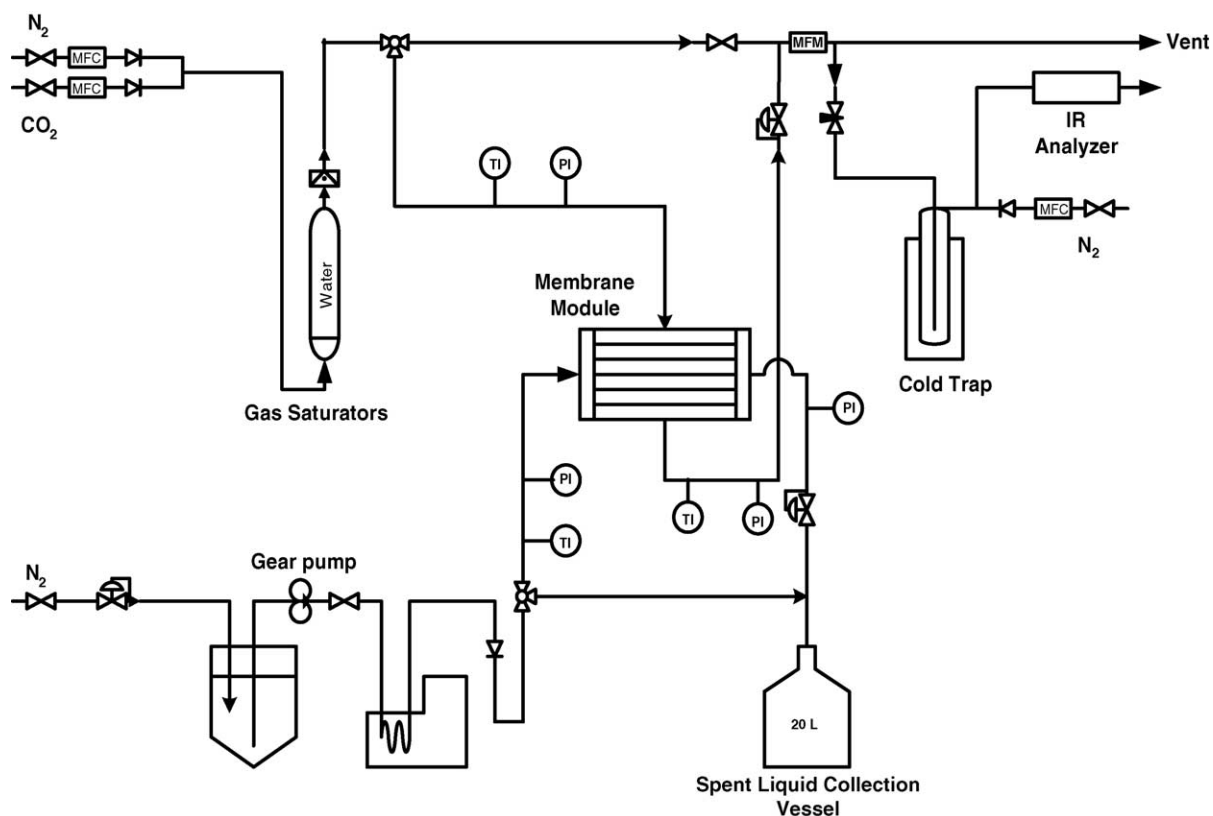 N2
MFC
MFC
CO2
MFM
Vent
IR
Analyzer
TI
PI
MFC
N2
Water
Membrane
Module
Cold Trap
Gas Saturators
PI
PI
TI
PI
TI
Gear pump
N2
20 L
Spent Liquid Collection
Vessel